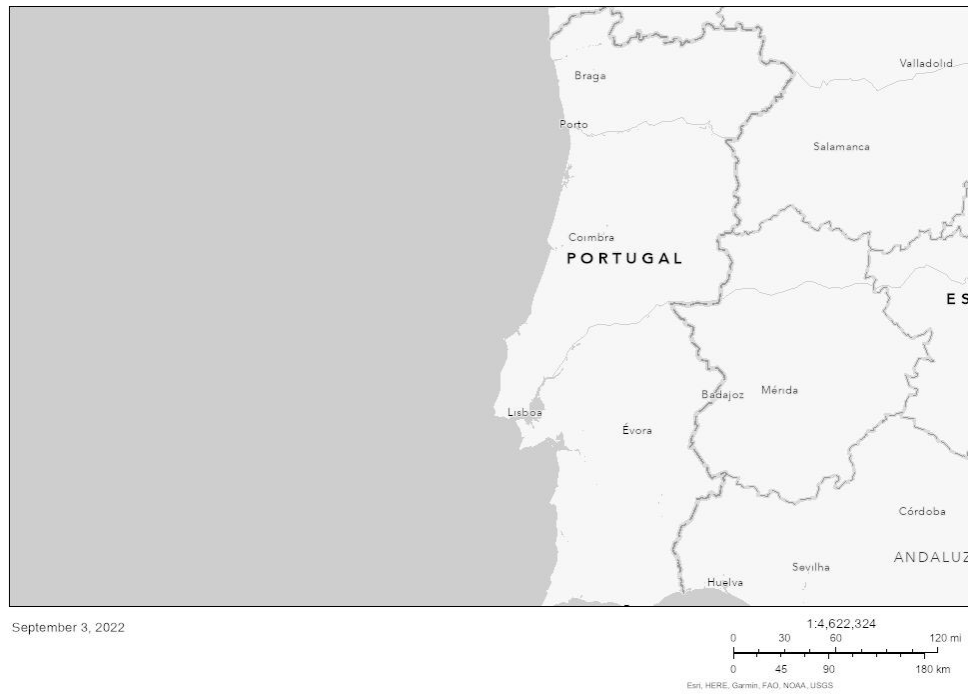 Valladolid
Braga
Porto
Salamanca
Coimbra
PORTUGAL
ES
Mérida
Badajoz
Lisboa
Évora
Córdoba
ANDALUZ
Sevilha
Huelva
September 3, 2022
1:4,622,324
0 30 60 120 mi
0 45 90 180 km
Esri, HERE, Garmin, FAO, NOAA, USGS